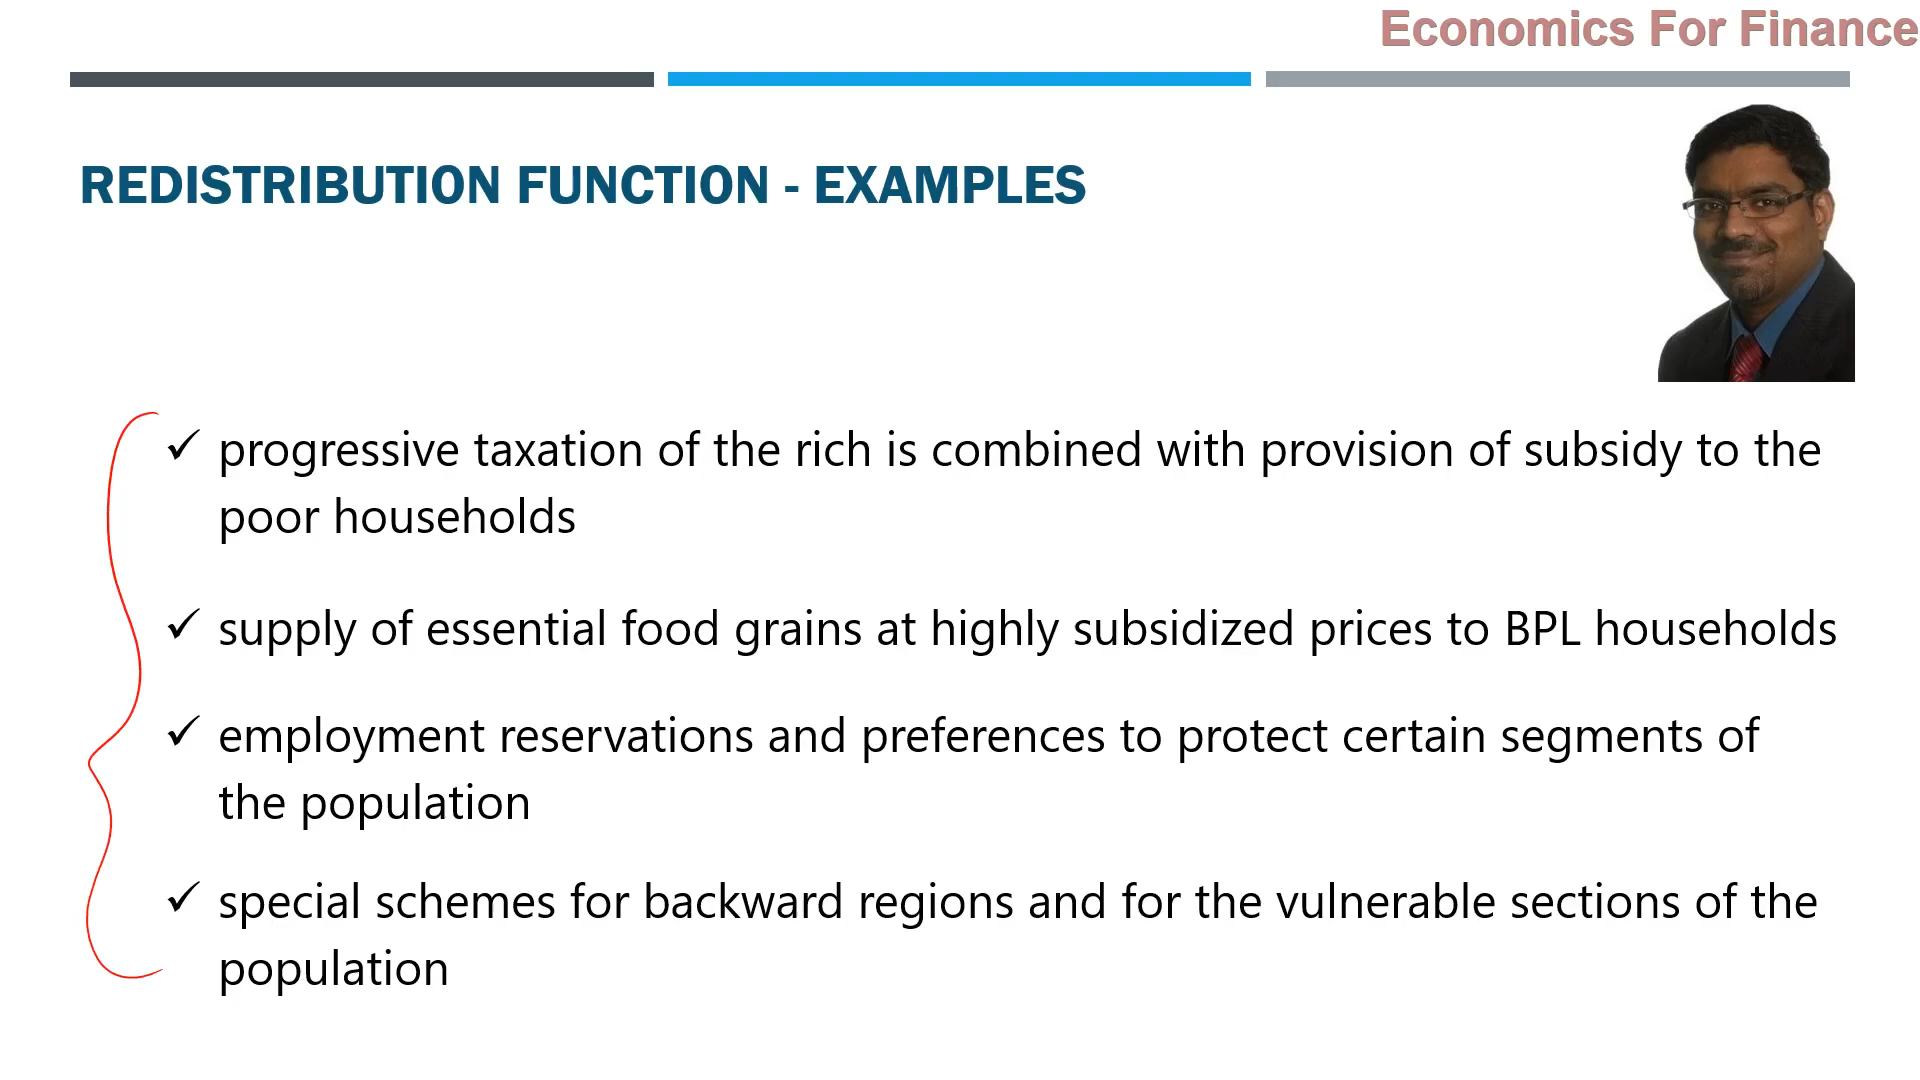 Economics For Finance
REDISTRIBUTION FUNCTION - EXAMPLES
✓ progressive taxation of the rich is combined with provision of subsidy to the
poor households
✓ supply of essential food grains at highly subsidized prices to BPL households
✓ employment reservations and preferences to protect certain segments of
the population
✓ special schemes for backward regions and for the vulnerable sections of the
population